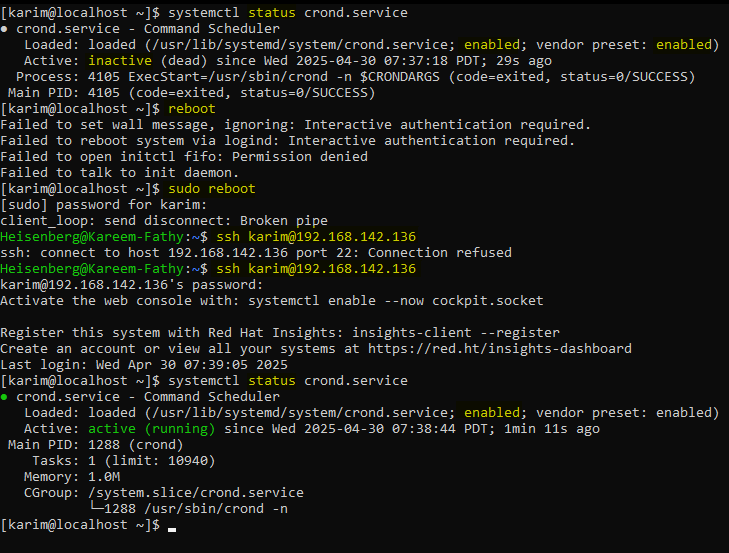 [karim@localhost ~]$ systemctl status crond.service
● crond.service - Command Scheduler
   Loaded: loaded (/usr/lib/systemd/system/crond.service; enabled; vendor preset: enabled)
   Active: inactive (dead) since Wed 2025-04-30 07:37:18 PDT; 29s ago
  Process: 4105 ExecStart=/usr/sbin/crond -n $CRONDARGS (code=exited, status=0/SUCCESS)
 Main PID: 4105 (code=exited, status=0/SUCCESS)
[karim@localhost ~]$ reboot
Failed to set wall message, ignoring: Interactive authentication required.
Failed to reboot system via logind: Interactive authentication required.
Failed to open initctl fifo: Permission denied
Failed to talk to init daemon.
[karim@localhost ~]$ sudo reboot
[sudo] password for karim:
client_loop: send disconnect: Broken pipe
Heisenberg@Kareem-Fathy:~$ ssh karim@192.168.142.136
ssh: connect to host 192.168.142.136 port 22: Connection refused
Heisenberg@Kareem-Fathy:~$ ssh karim@192.168.142.136
karim@192.168.142.136's password:
Activate the web console with: systemctl enable --now cockpit.socket

Register this system with Red Hat Insights: insights-client --register
Create an account or view all your systems at https://red.ht/insights-dashboard
Last login: Wed Apr 30 07:39:05 2025
[karim@localhost ~]$ systemctl status crond.service
● crond.service - Command Scheduler
   Loaded: loaded (/usr/lib/systemd/system/crond.service; enabled; vendor preset: enabled)
   Active: active (running) since Wed 2025-04-30 07:38:44 PDT; 1min 11s ago
 Main PID: 1288 (crond)
    Tasks: 1 (limit: 10940)
   Memory: 1.0M
   CGroup: /system.slice/crond.service
           └─1288 /usr/sbin/crond -n
[karim@localhost ~]$